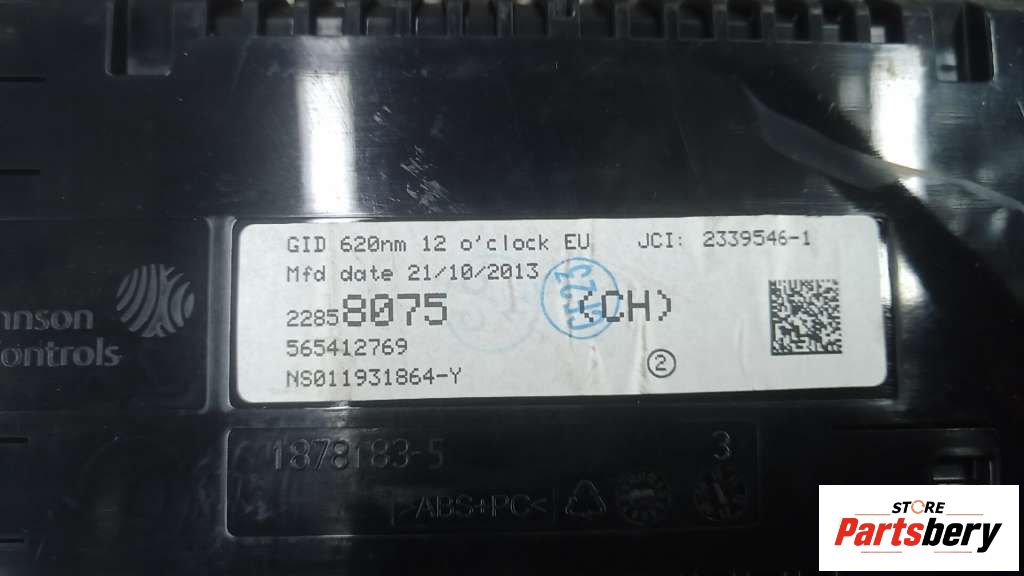 GID 620nm 12 o'clock EU JCI: 2339546-1
Mfd date 21/10/2013
22858075 (CH)
565412769
NS011931864-Y
2
nnson
Controls
1878183-5 3
>ABS+PC<
STORE
Partsbery